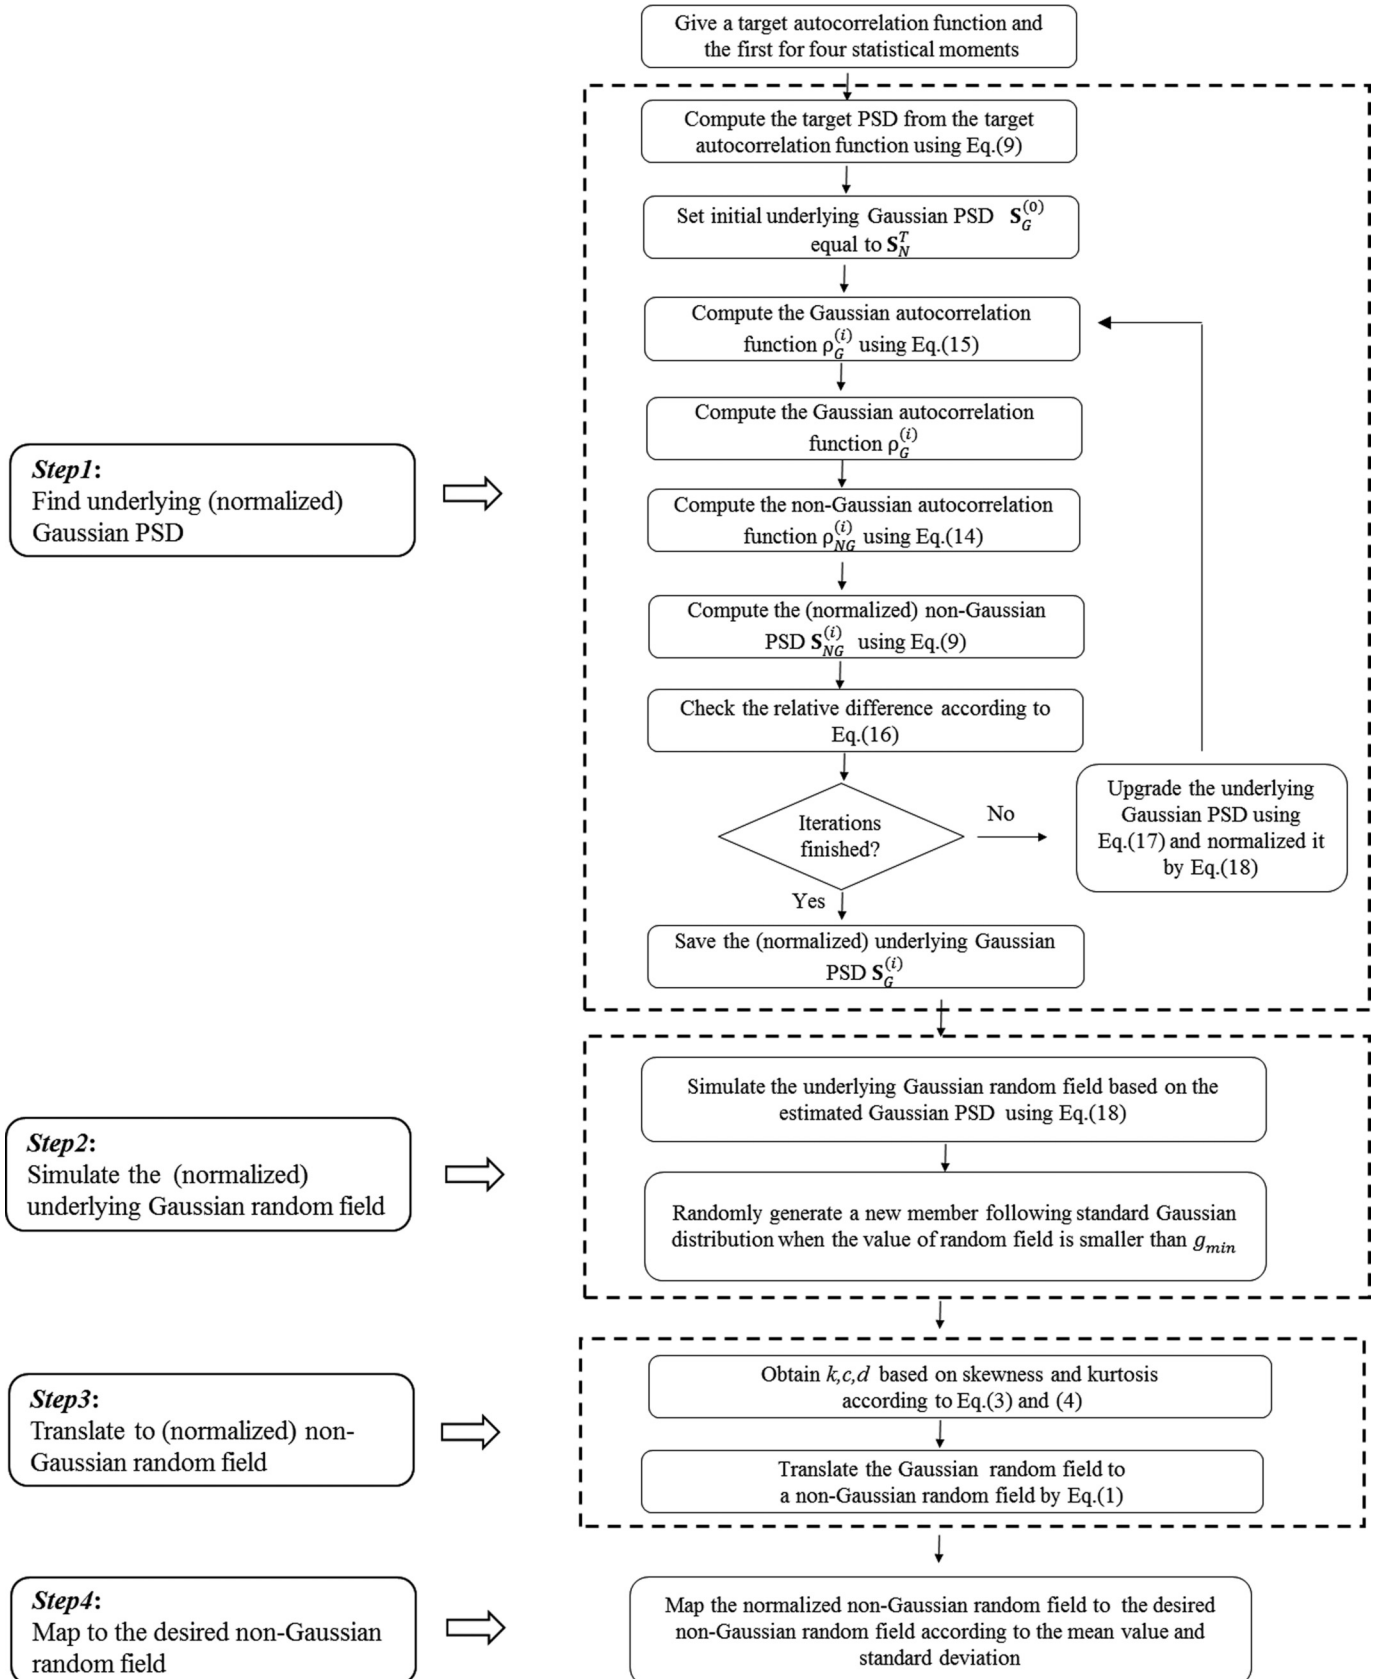 Give a target autocorrelation function and
the first for four statistical moments
Compute the target PSD from the target
autocorrelation function using Eq.(9)
Set initial underlying Gaussian PSD S_G^(0)
equal to S_N^T
Compute the Gaussian autocorrelation
function ρ_G^(i) using Eq.(15)
Compute the Gaussian autocorrelation
function ρ_G^(i)
Step1:
Find underlying (normalized)
Gaussian PSD
Compute the non-Gaussian autocorrelation
function ρ_NG^(i) using Eq.(14)
Compute the (normalized) non-Gaussian
PSD S_NG^(i) using Eq.(9)
Check the relative difference according to
Eq.(16)
Iterations
finished?
No
Upgrade the underlying
Gaussian PSD using
Eq.(17) and normalized it
by Eq.(18)
Yes
Save the (normalized) underlying Gaussian
PSD S_G^(i)
Step2:
Simulate the (normalized)
underlying Gaussian random field
Simulate the underlying Gaussian random field based on the
estimated Gaussian PSD using Eq.(18)
Randomly generate a new member following standard Gaussian
distribution when the value of random field is smaller than g_min
Step3:
Translate to (normalized) non-
Gaussian random field
Obtain k,c,d based on skewness and kurtosis
according to Eq.(3) and (4)
Translate the Gaussian random field to
a non-Gaussian random field by Eq.(1)
Step4:
Map to the desired non-Gaussian
random field
Map the normalized non-Gaussian random field to the desired
non-Gaussian random field according to the mean value and
standard deviation